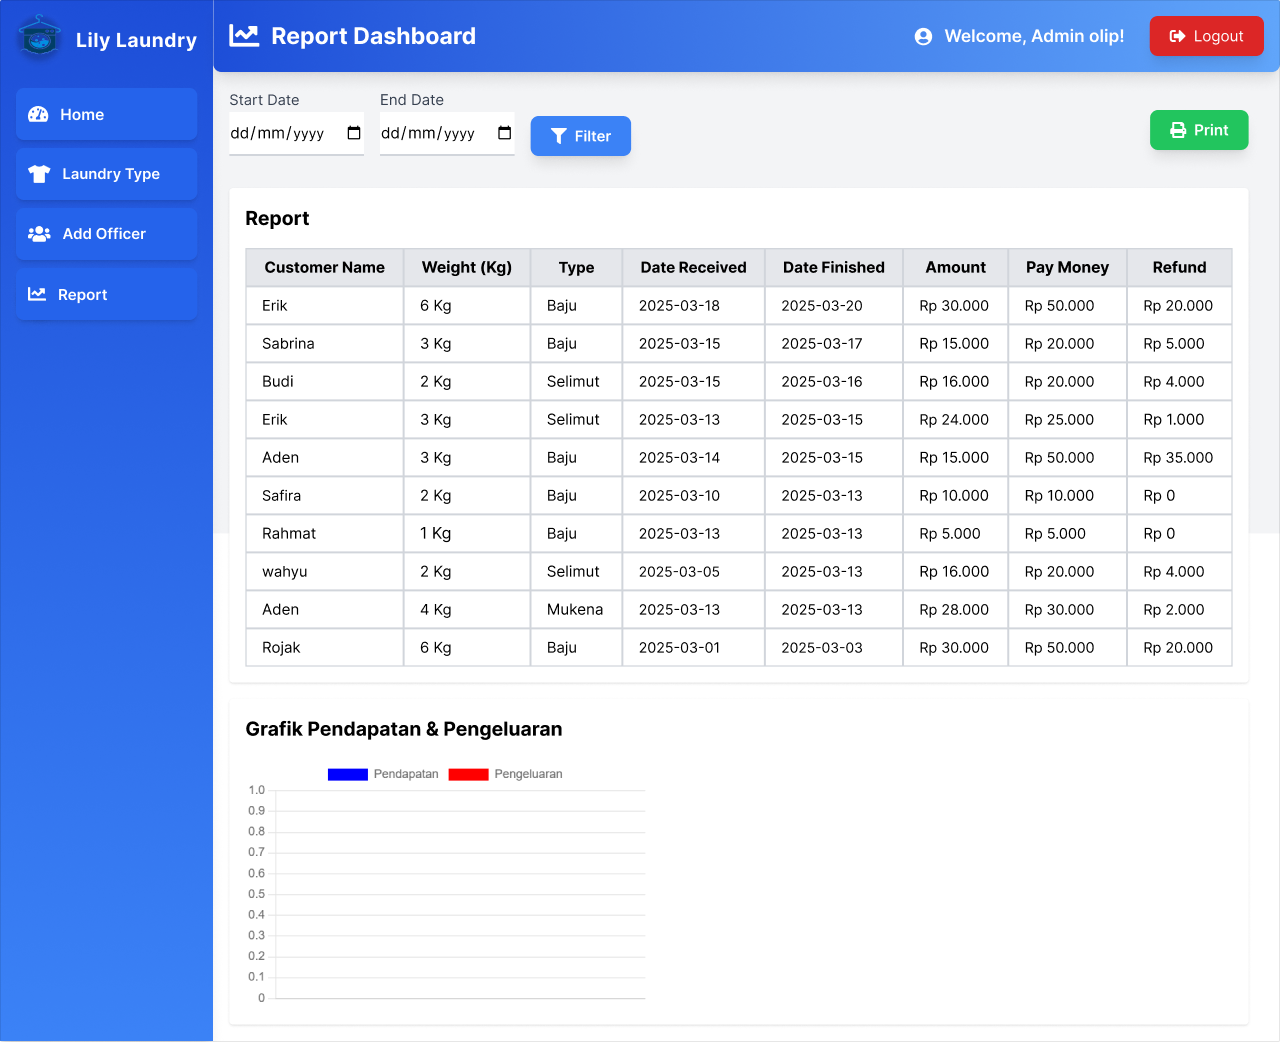 Lily Laundry
Home
Laundry Type
Add Officer
Report
Report Dashboard
Welcome, Admin olip!
Logout
Start Date
End Date
dd/mm/yyyy
dd/mm/yyyy
Filter
Print
Report
Customer Name Weight (Kg) Type Date Received Date Finished Amount Pay Money Refund
Erik 6 Kg Baju 2025-03-18 2025-03-20 Rp 30.000 Rp 50.000 Rp 20.000
Sabrina 3 Kg Baju 2025-03-15 2025-03-17 Rp 15.000 Rp 20.000 Rp 5.000
Budi 2 Kg Selimut 2025-03-15 2025-03-16 Rp 16.000 Rp 20.000 Rp 4.000
Erik 3 Kg Selimut 2025-03-13 2025-03-15 Rp 24.000 Rp 25.000 Rp 1.000
Aden 3 Kg Baju 2025-03-14 2025-03-15 Rp 15.000 Rp 50.000 Rp 35.000
Safira 2 Kg Baju 2025-03-10 2025-03-13 Rp 10.000 Rp 10.000 Rp 0
Rahmat 1 Kg Baju 2025-03-13 2025-03-13 Rp 5.000 Rp 5.000 Rp 0
wahyu 2 Kg Selimut 2025-03-05 2025-03-13 Rp 16.000 Rp 20.000 Rp 4.000
Aden 4 Kg Mukena 2025-03-13 2025-03-13 Rp 28.000 Rp 30.000 Rp 2.000
Rojak 6 Kg Baju 2025-03-01 2025-03-03 Rp 30.000 Rp 50.000 Rp 20.000
Grafik Pendapatan & Pengeluaran
Pendapatan Pengeluaran
1.0
0.9
0.8
0.7
0.6
0.5
0.4
0.3
0.2
0.1
0